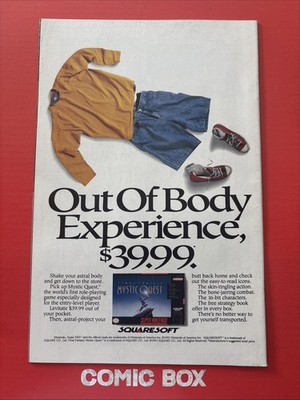 Out Of Body
Experience,
$39.99.
Shake your astral body
and get down to the store.
Pick up Mystic Quest,
the world's first role-playing
game especially designed
for the entry-level player.
Levitate $39.99 out of
your pocket.
Then, astral-project your
butt back home and check
out the easy-to-read icons.
The skin-tingling action.
The bone-jarring combat.
The 16-bit characters.
The free strategy book
offer in every box.
There's no better way to
get yourself transported.
MYSTIC QUEST
SQUARESOFT
COMIC BOX